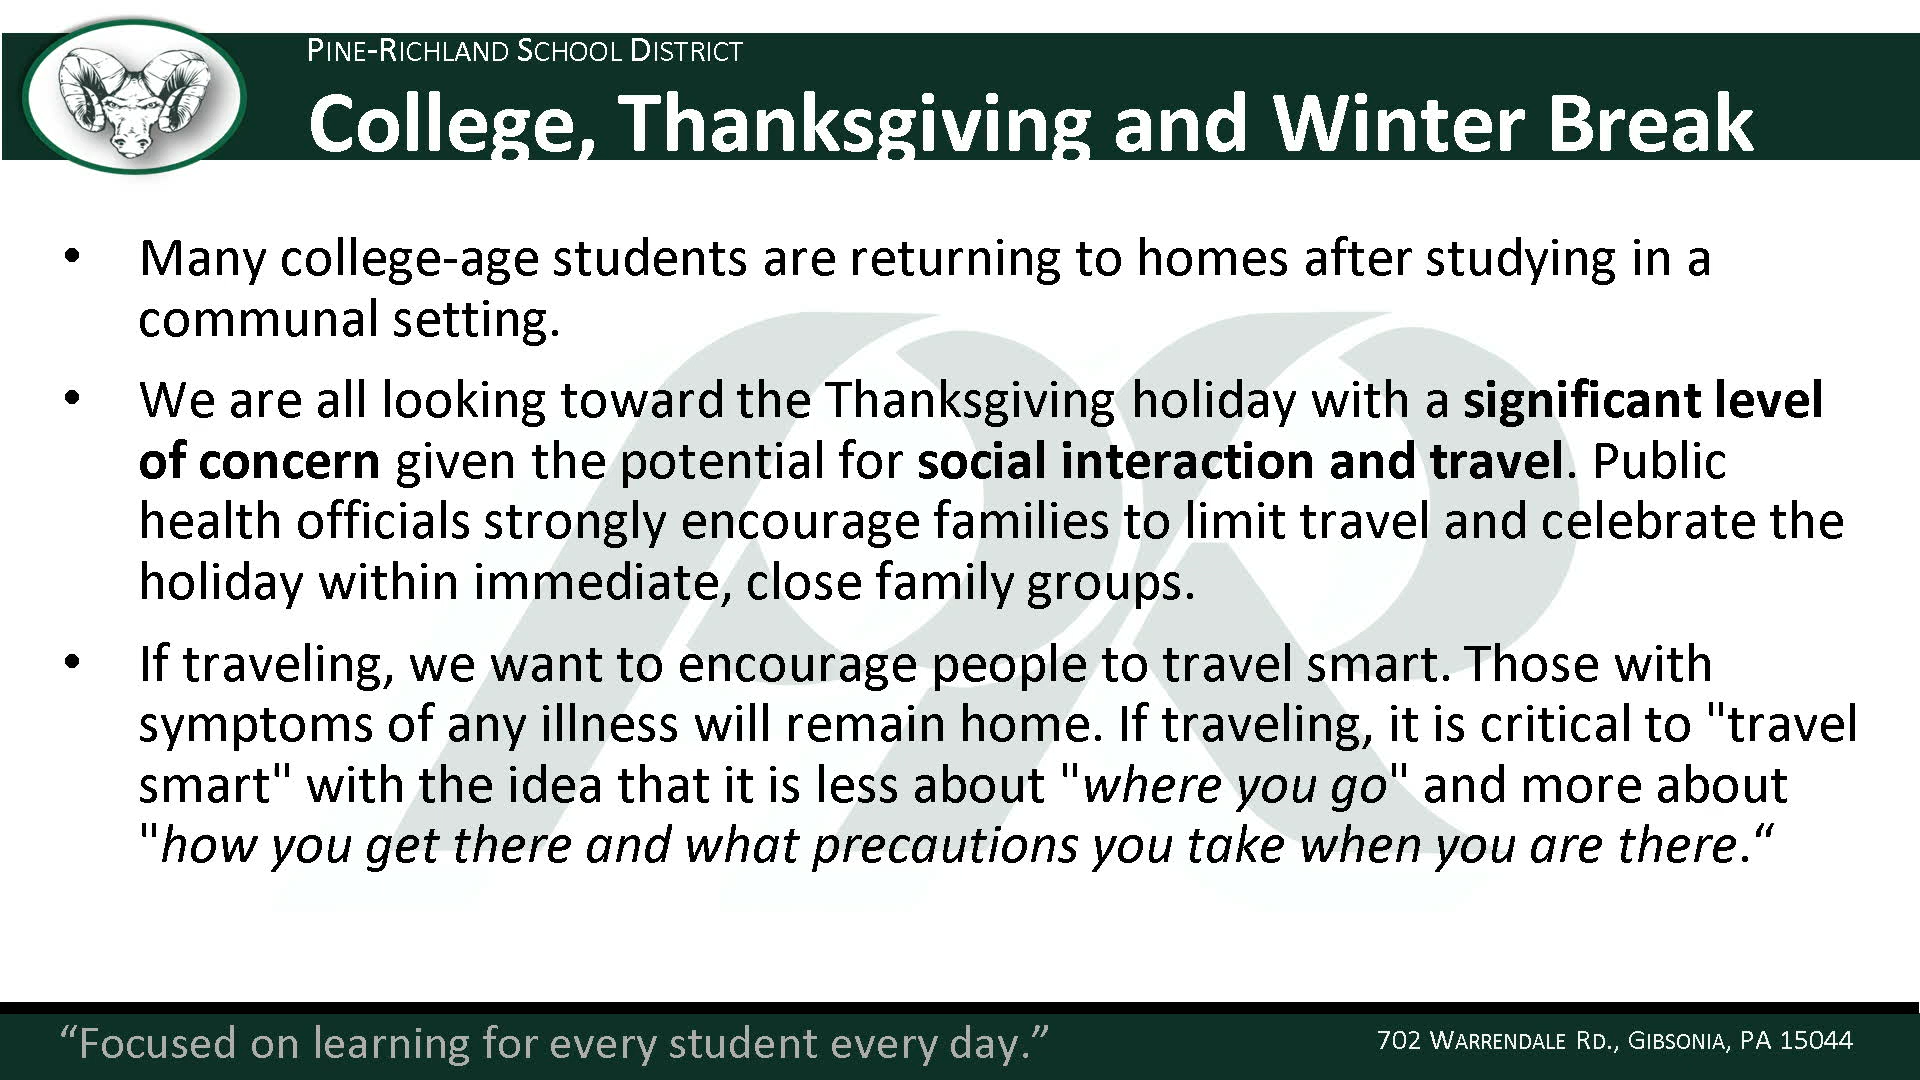 PINE-RICHLAND SCHOOL DISTRICT
College, Thanksgiving and Winter Break
• Many college-age students are returning to homes after studying in a
communal setting.
• We are all looking toward the Thanksgiving holiday with a significant level
of concern given the potential for social interaction and travel. Public
health officials strongly encourage families to limit travel and celebrate the
holiday within immediate, close family groups.
• If traveling, we want to encourage people to travel smart. Those with
symptoms of any illness will remain home. If traveling, it is critical to "travel
smart" with the idea that it is less about "where you go" and more about
"how you get there and what precautions you take when you are there.“
“Focused on learning for every student every day.”
702 WARRENDALE RD., GIBSONIA, PA 15044